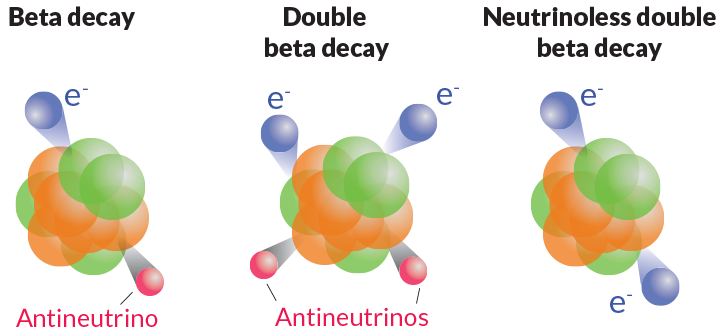 Beta decay
Double
beta decay
Neutrinoless double
beta decay
e-
e-
e-
e-
e-
Antineutrino
Antineutrinos